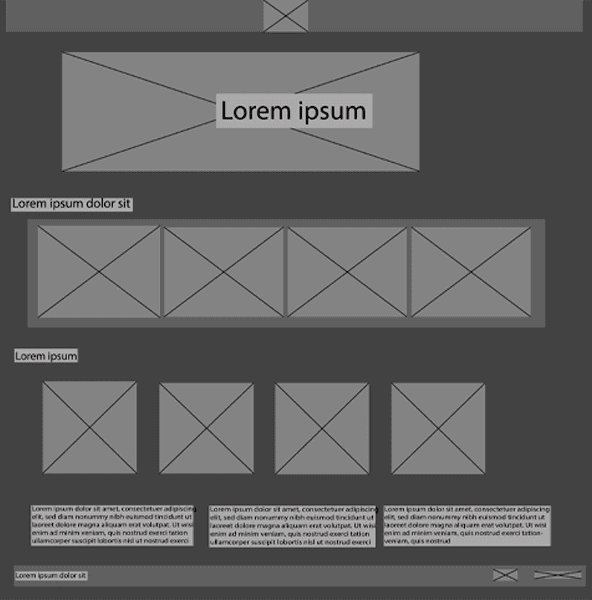 Lorem ipsum
Lorem ipsum dolor sit
Lorem ipsum
Lorem ipsum dolor sit amet, consectetuer adipiscing
elit, sed diam nonummy nibh euismod tincidunt ut
laoreet dolore magna aliquam erat volutpat. Ut wisi
enim ad minim veniam, quis nostrud exerci
ullamcorper suscipit lobortis nisl ut nostrud exerci
Lorem ipsum dolor sit amet, consectetuer adipiscing
elit, sed diam nonummy nibh euismod tincidunt ut
laoreet dolore magna aliquam erat volutpat. Ut wisi
enim ad minim veniam, quis nostrud exerci
ullamcorper suscipit lobortis nisl ut nostrud exerci
Lorem ipsum dolor sit amet, consectetuer adipiscing
elit, sed diam nonummy nibh euismod tincidunt ut
laoreet dolore magna aliquam erat volutpat. Ut wisi
enim ad minim veniam, quis nostrud exerci tation-
veniam, quis nostrud
Lorem ipsum dolor sit